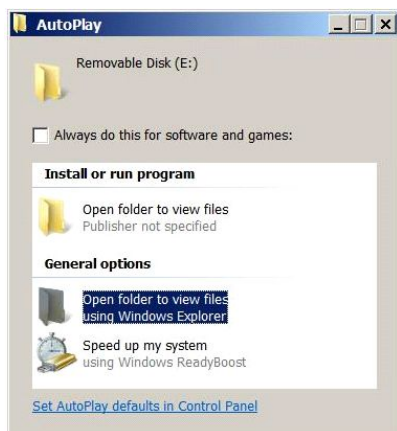 AutoPlay
Removable Disk (E:)
Always do this for software and games:
Install or run program
Open folder to view files
Publisher not specified
General options
Open folder to view files
using Windows Explorer
Speed up my system
using Windows ReadyBoost
Set AutoPlay defaults in Control Panel